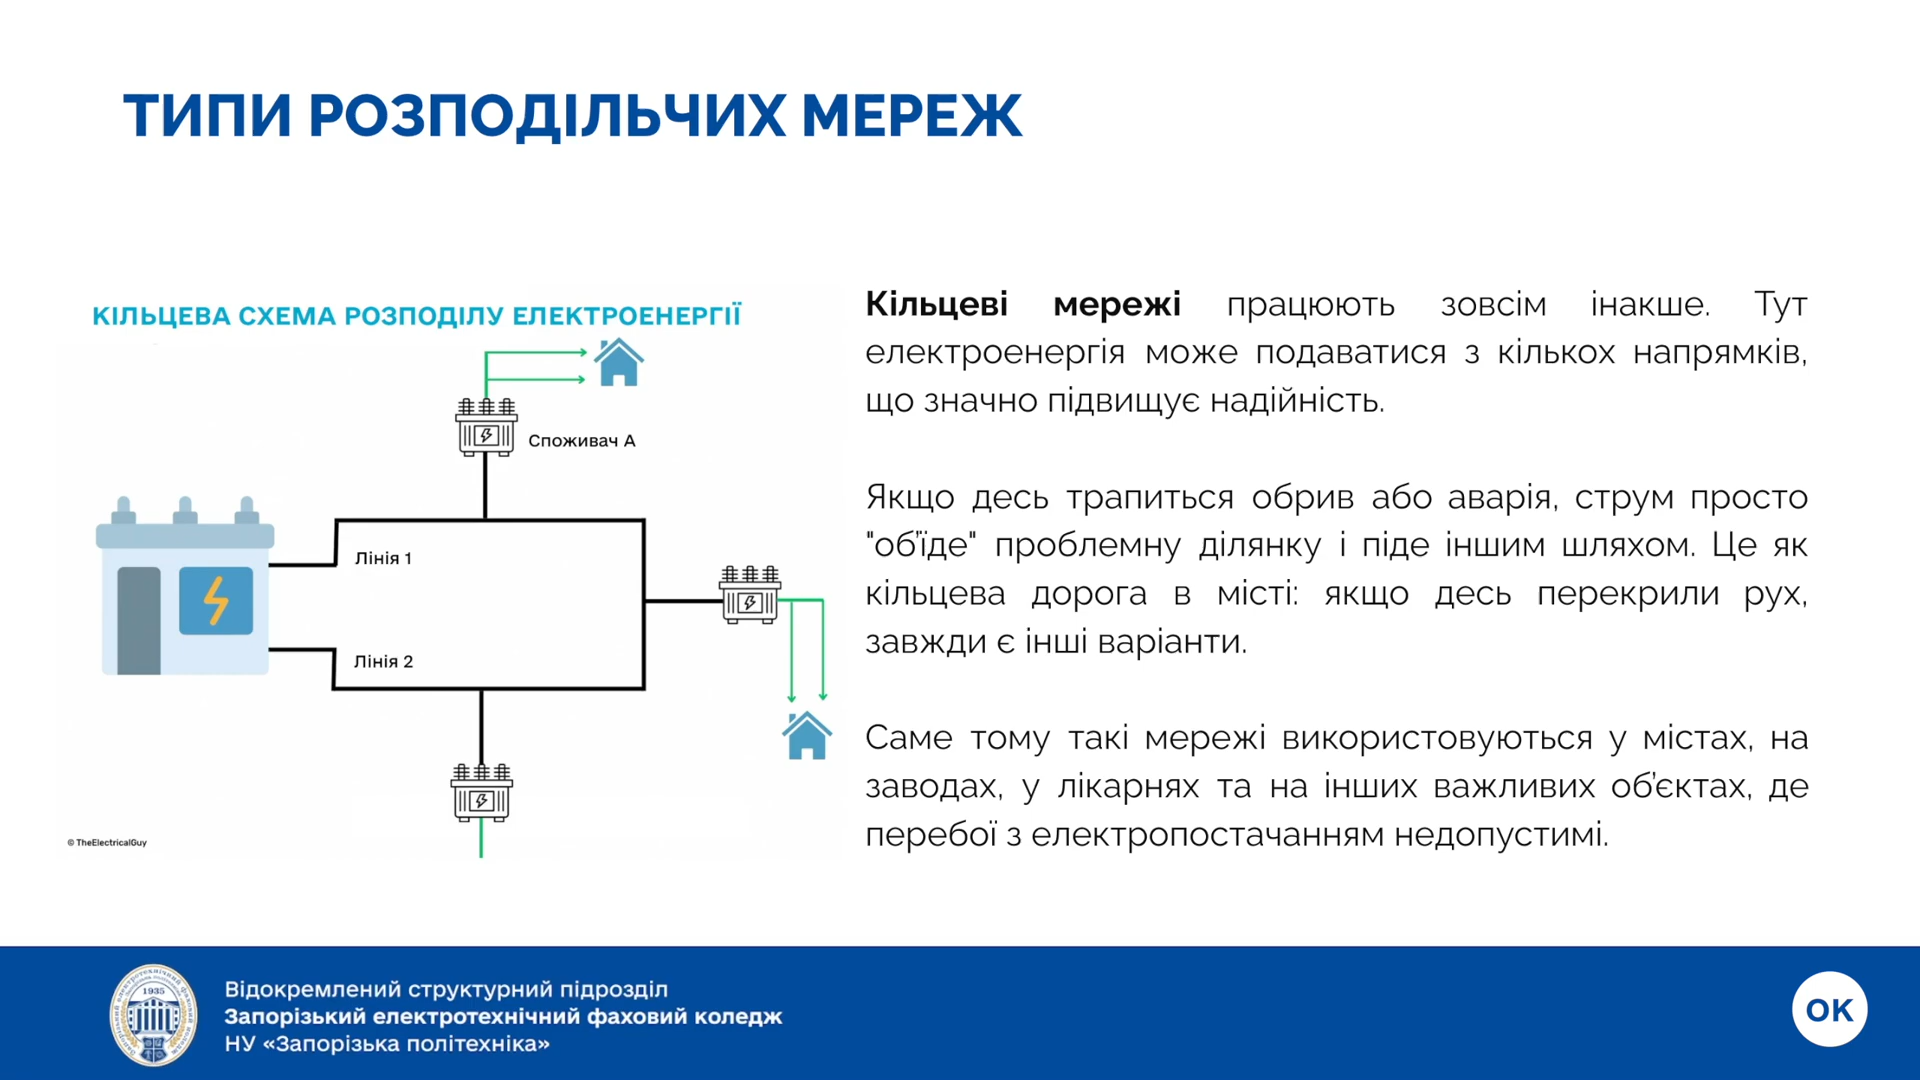 ТИПИ РОЗПОДІЛЬЧИХ МЕРЕЖ
КІЛЬЦЕВА СХЕМА РОЗПОДІЛУ ЕЛЕКТРОЕНЕРГІЇ
Споживач А
Лінія 1
Лінія 2
© TheElectricalGuy
Кільцеві мережі працюють зовсім інакше. Тут
електроенергія може подаватися з кількох напрямків,
що значно підвищує надійність.
Якщо десь трапиться обрив або аварія, струм просто
"об’їде" проблемну ділянку і піде іншим шляхом. Це як
кільцева дорога в місті: якщо десь перекрили рух,
завжди є інші варіанти.
Саме тому такі мережі використовуються у містах, на
заводах, у лікарнях та на інших важливих об’єктах, де
перебої з електропостачанням недопустимі.
1935
Відокремлений структурний підрозділ
Запорізький електротехнічний фаховий коледж
НУ «Запорізька політехніка»
ОК